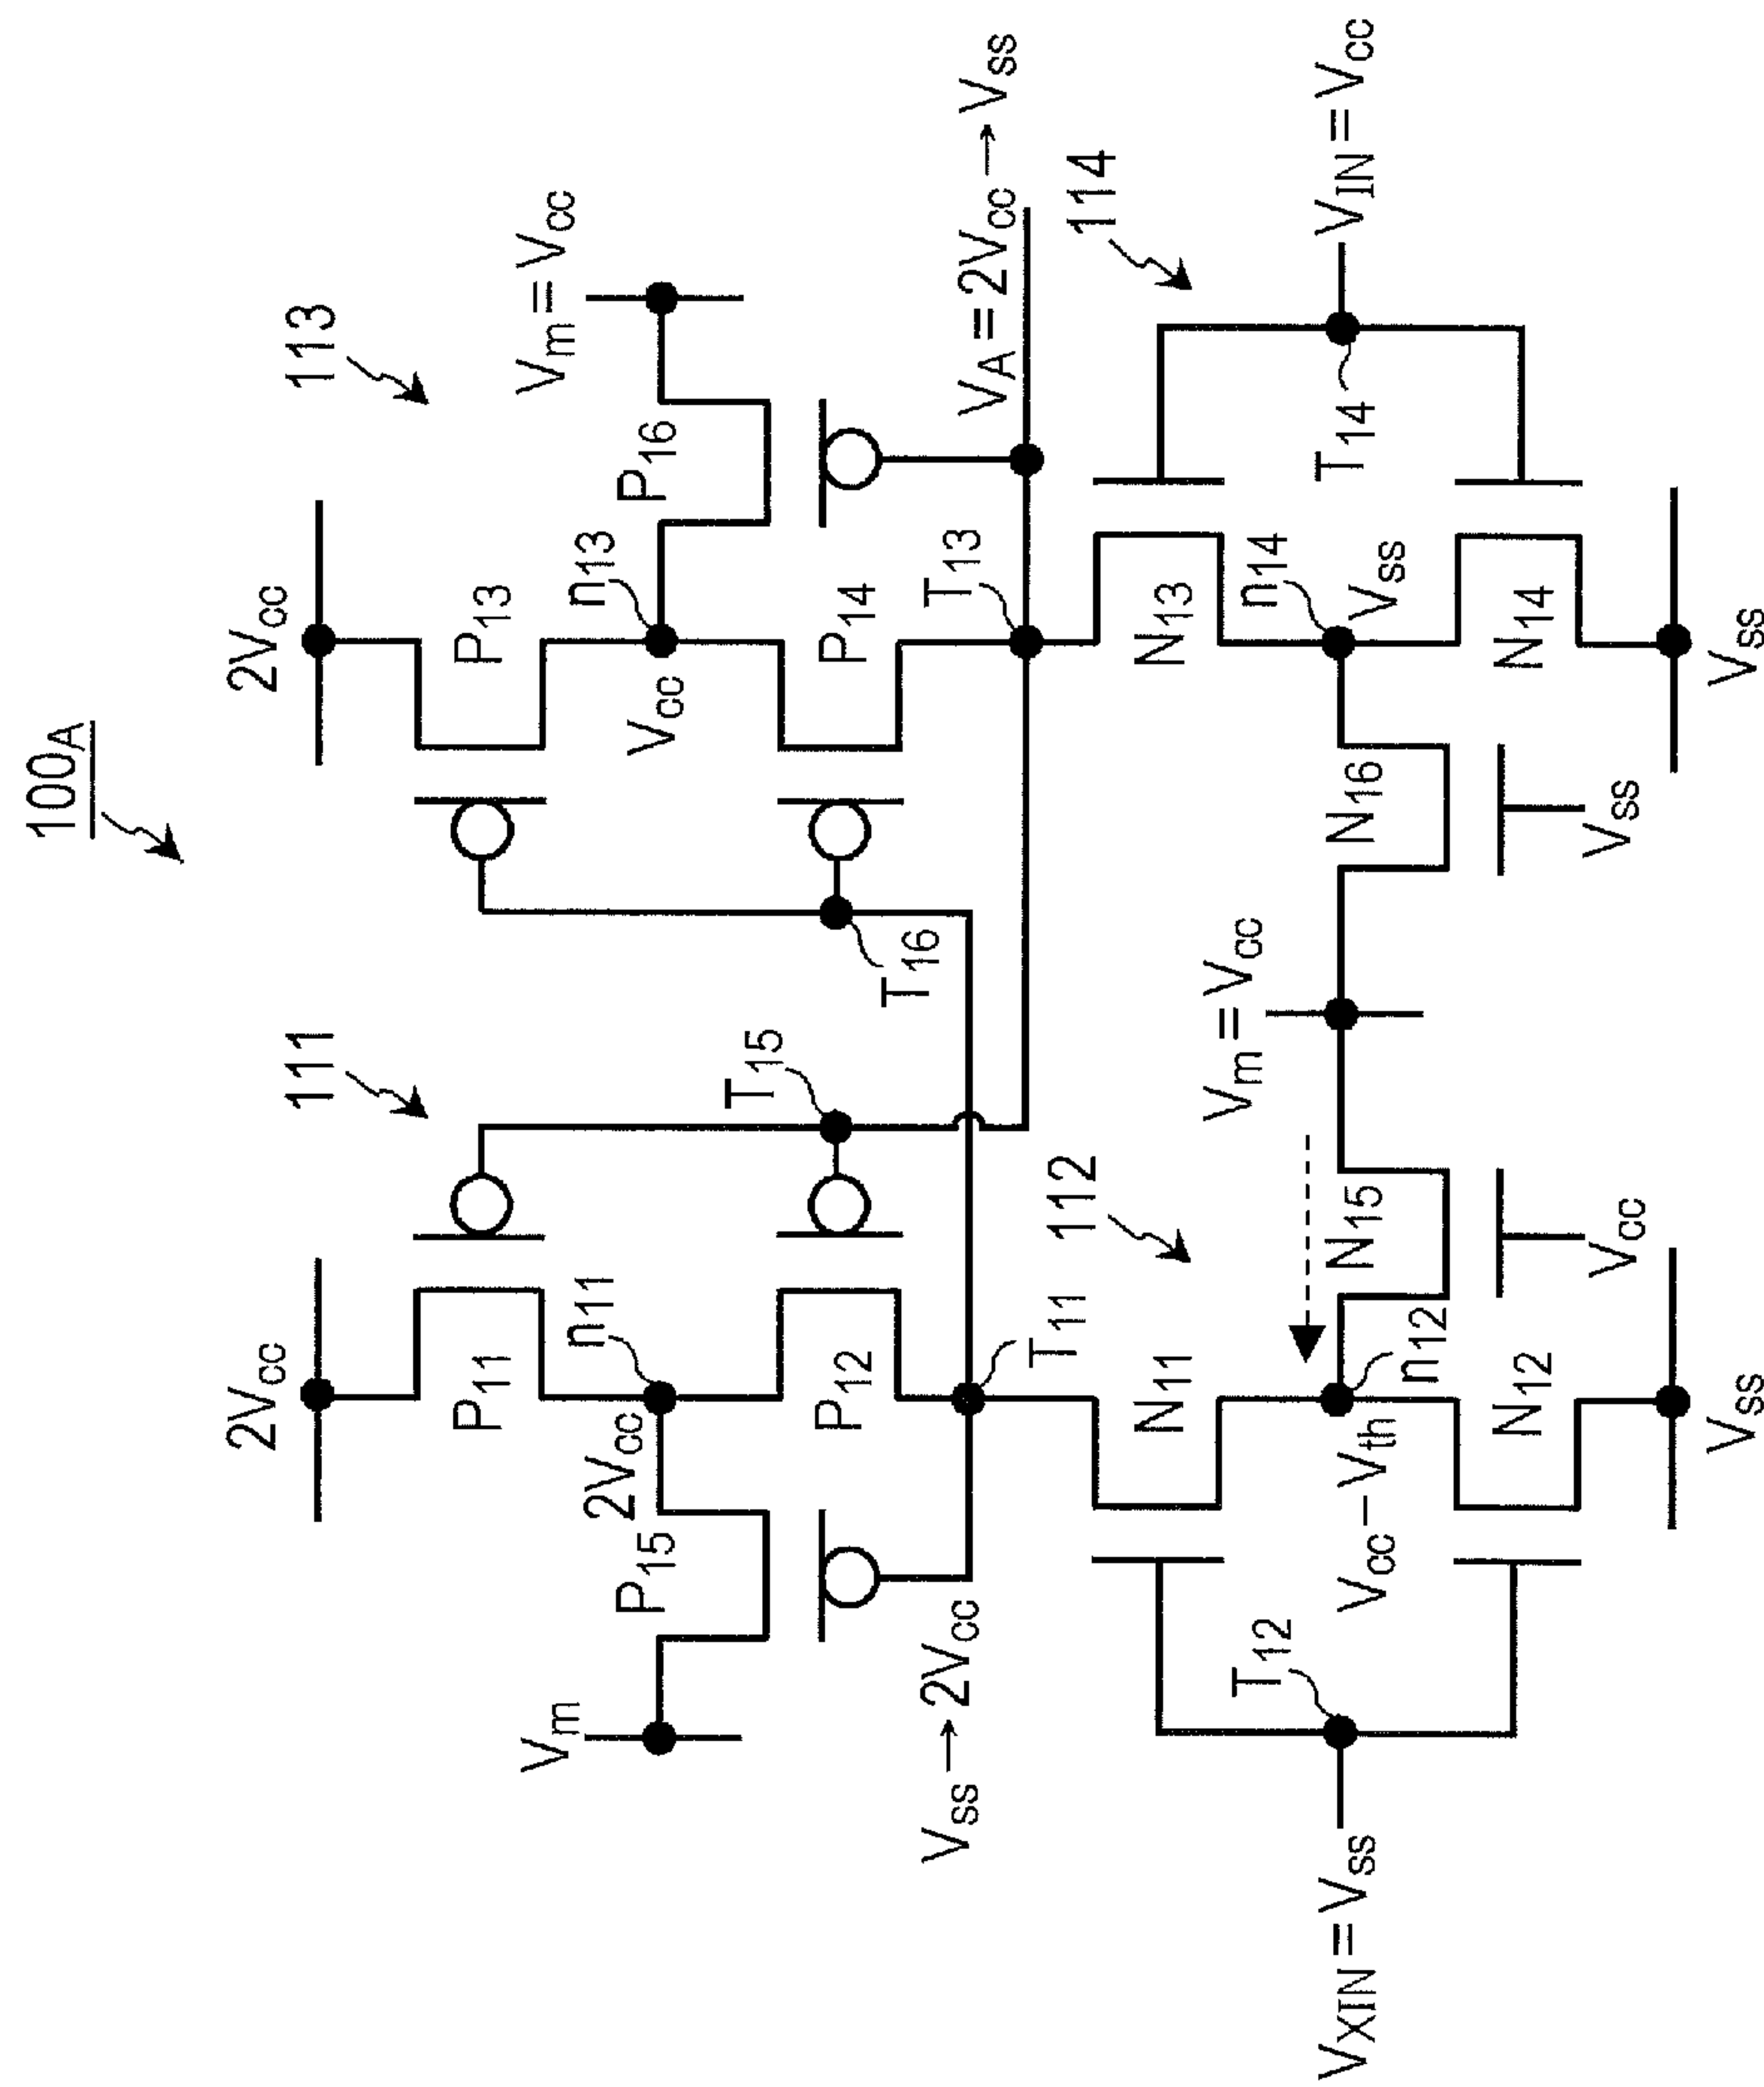 100A
111
113
2Vcc
2Vcc
P11
P13
Vm
P15
2Vcc
n11
n13
Vcc
P16
Vm=Vcc
P12
T15
T16
P14
Vss→2Vcc
T11
T13
VA=2Vcc→Vss
112
114
N11
Vm=Vcc
N13
T12
T14
VXIN=Vss
Vcc-Vth
n12
N15
N16
n14
Vss
VIN=Vcc
N12
Vcc
Vss
N14
Vss
Vss